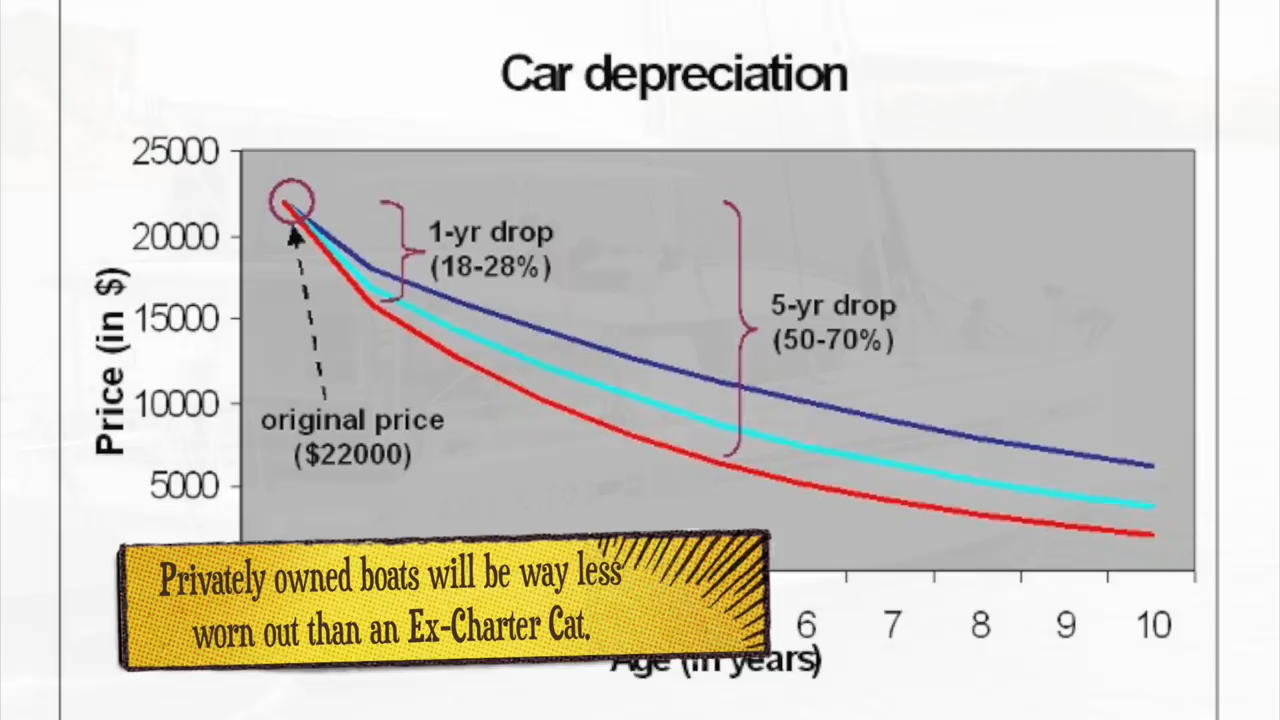 Car depreciation
25000
20000
15000
10000
5000
Price (in $)
1-yr drop
(18-28%)
5-yr drop
(50-70%)
original price
($22000)
6 7 8 9 10
Age (in years)
Privately owned boats will be way less
worn out than an Ex-Charter Cat.